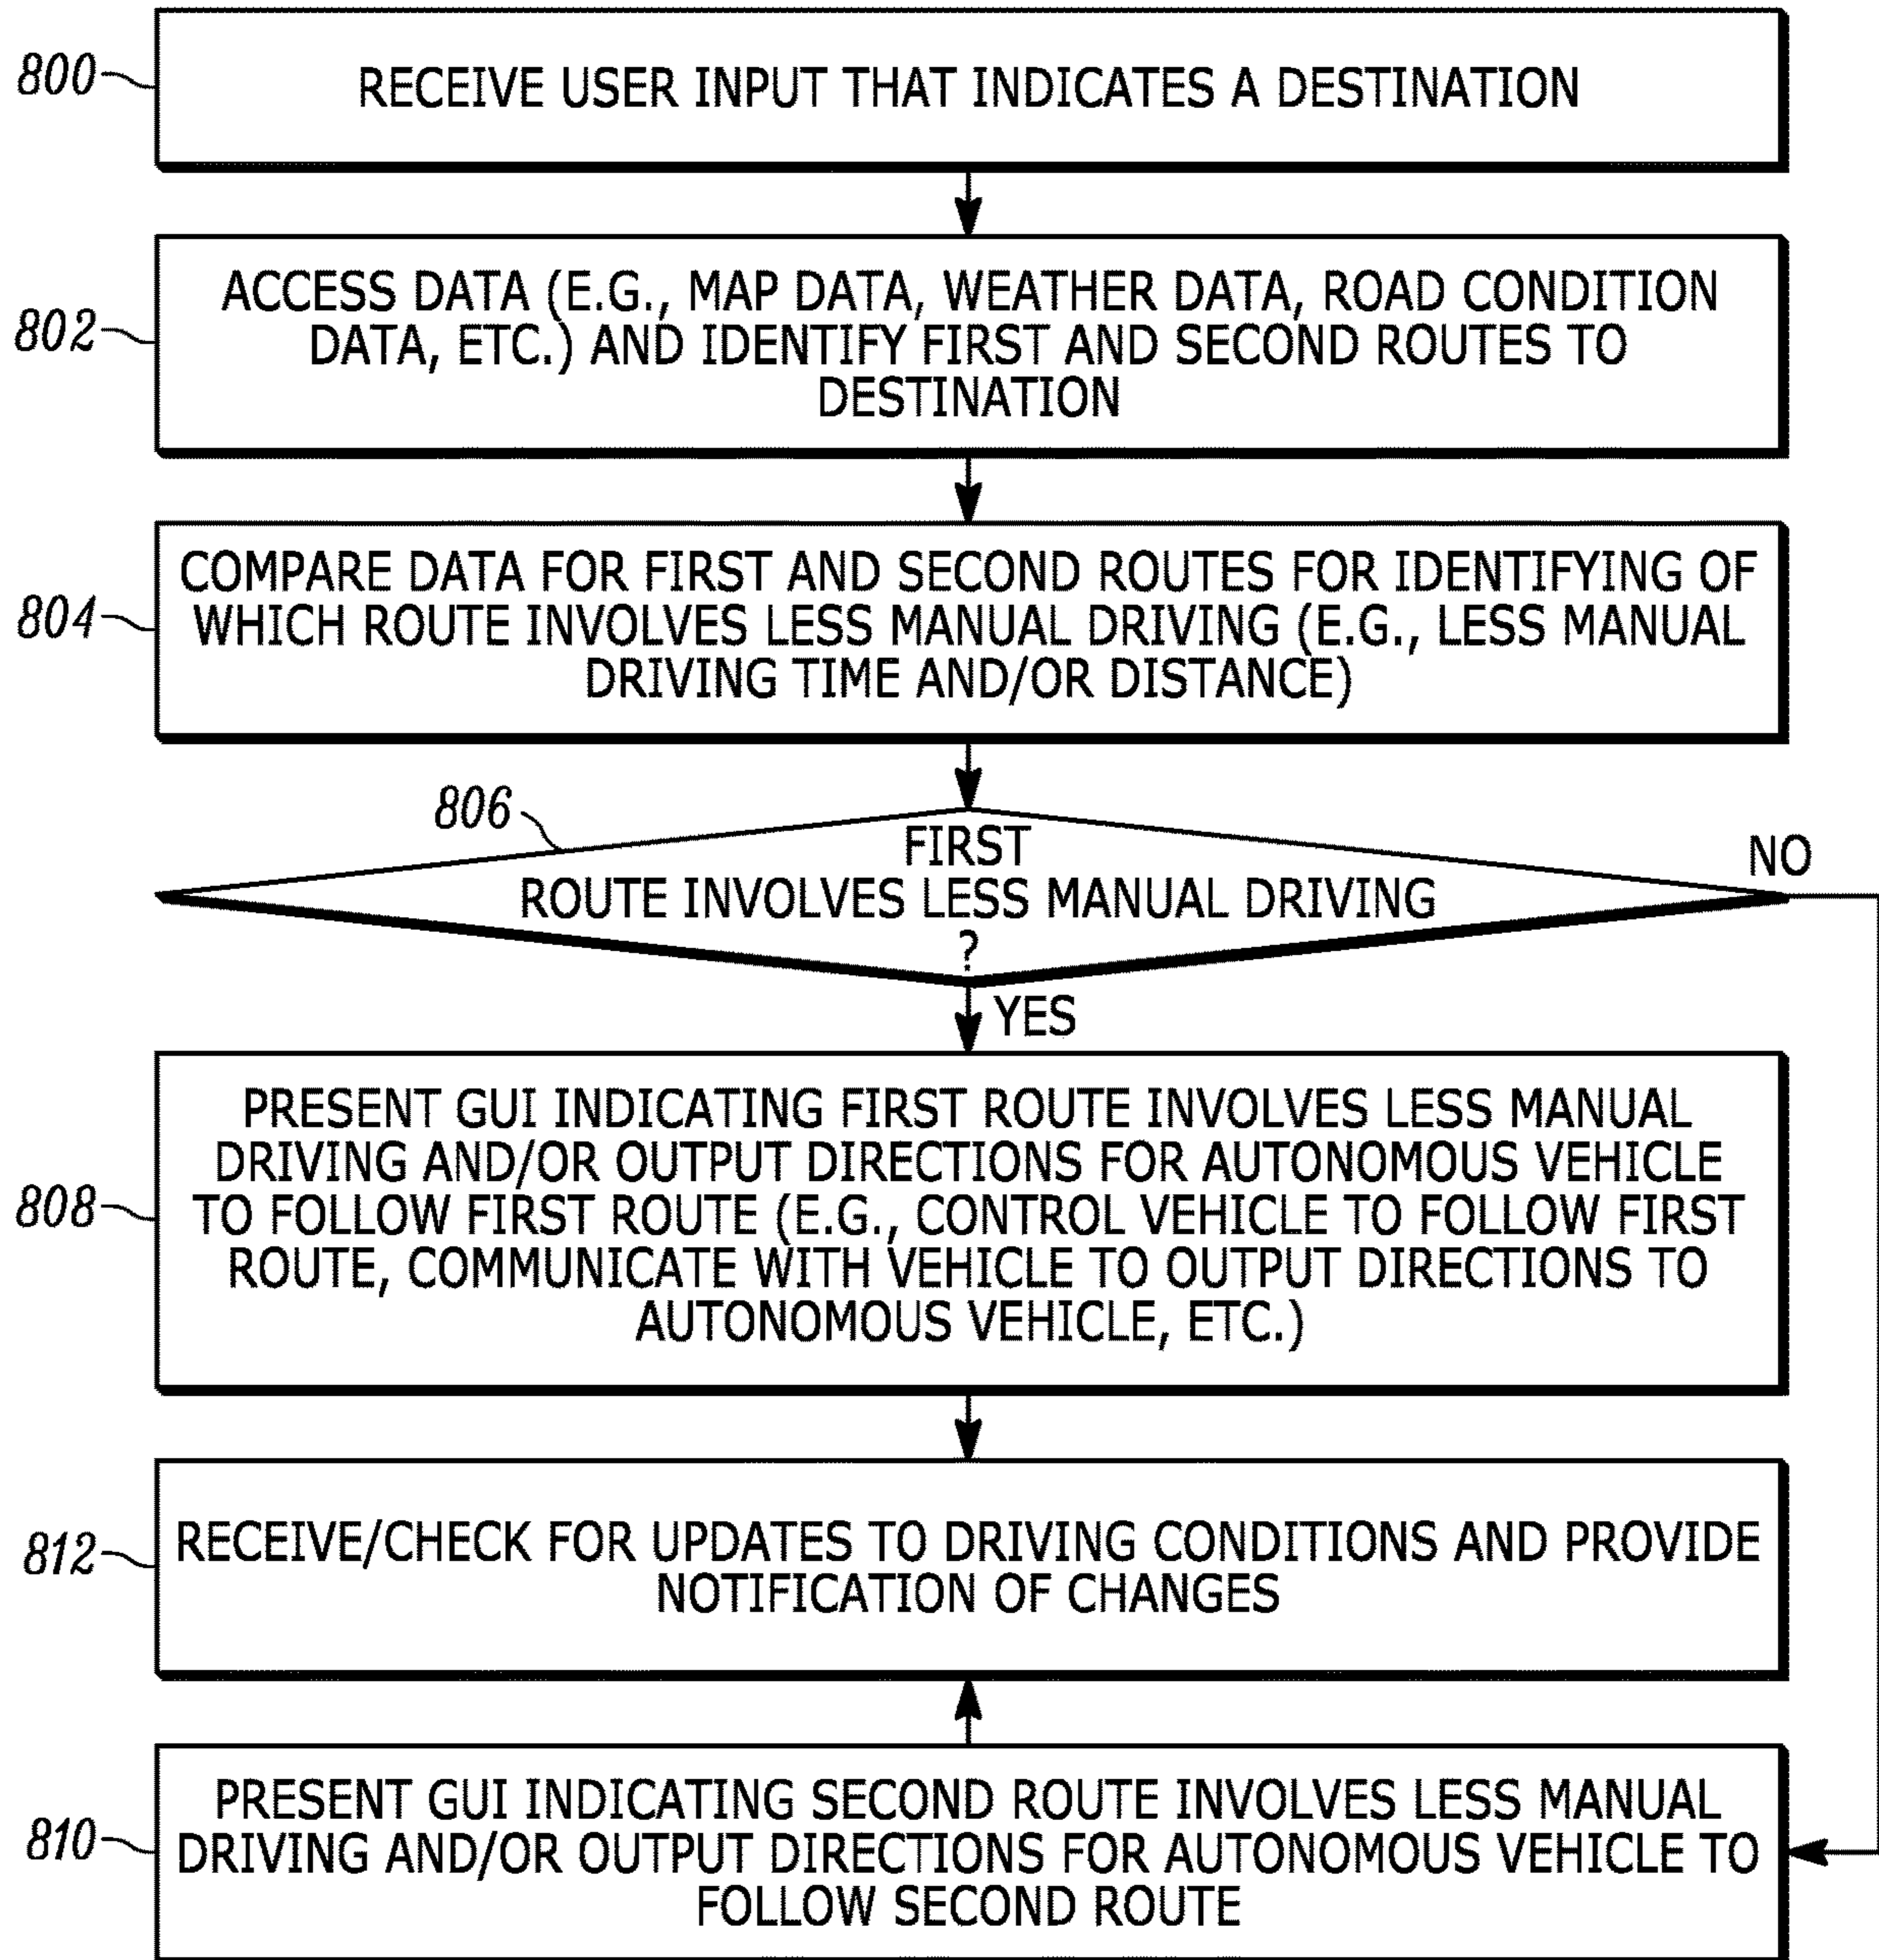 800
RECEIVE USER INPUT THAT INDICATES A DESTINATION
802
ACCESS DATA (E.G., MAP DATA, WEATHER DATA, ROAD CONDITION
DATA, ETC.) AND IDENTIFY FIRST AND SECOND ROUTES TO
DESTINATION
804
COMPARE DATA FOR FIRST AND SECOND ROUTES FOR IDENTIFYING OF
WHICH ROUTE INVOLVES LESS MANUAL DRIVING (E.G., LESS MANUAL
DRIVING TIME AND/OR DISTANCE)
806
FIRST
ROUTE INVOLVES LESS MANUAL DRIVING
?
NO
YES
808
PRESENT GUI INDICATING FIRST ROUTE INVOLVES LESS MANUAL
DRIVING AND/OR OUTPUT DIRECTIONS FOR AUTONOMOUS VEHICLE
TO FOLLOW FIRST ROUTE (E.G., CONTROL VEHICLE TO FOLLOW FIRST
ROUTE, COMMUNICATE WITH VEHICLE TO OUTPUT DIRECTIONS TO
AUTONOMOUS VEHICLE, ETC.)
812
RECEIVE/CHECK FOR UPDATES TO DRIVING CONDITIONS AND PROVIDE
NOTIFICATION OF CHANGES
810
PRESENT GUI INDICATING SECOND ROUTE INVOLVES LESS MANUAL
DRIVING AND/OR OUTPUT DIRECTIONS FOR AUTONOMOUS VEHICLE TO
FOLLOW SECOND ROUTE